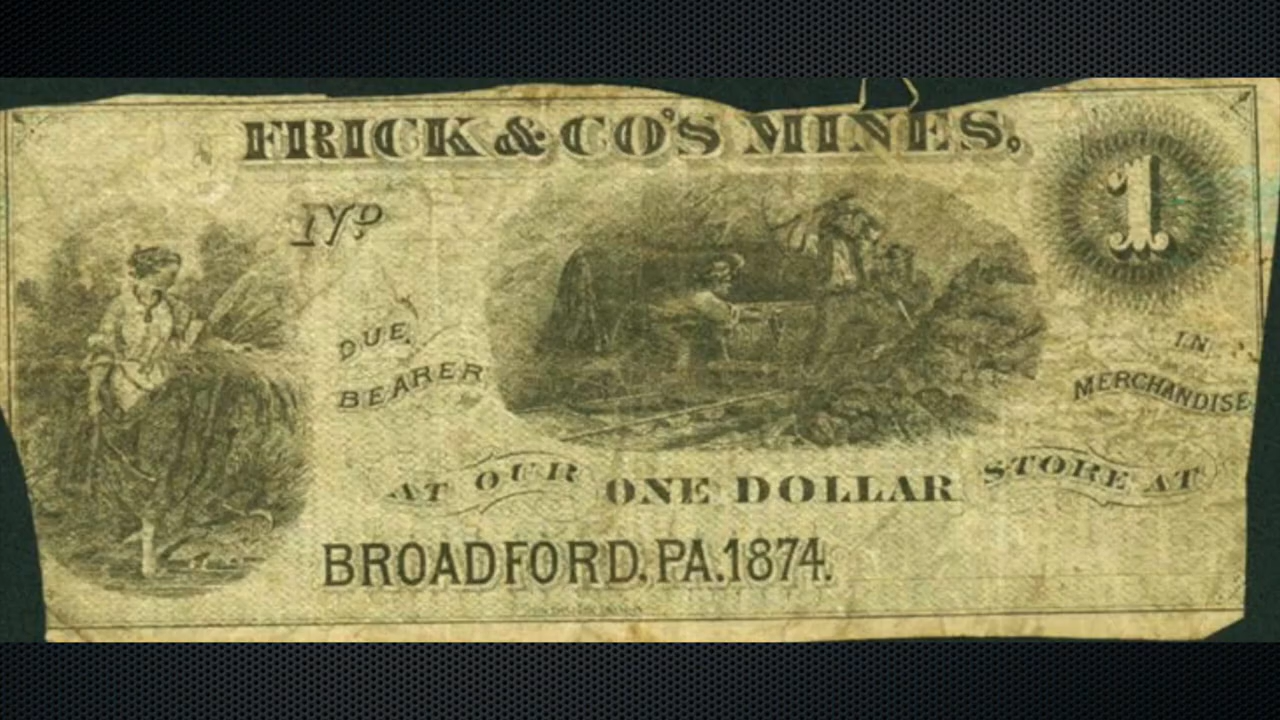 FRICK & CO'S MINES,
1
No
DUE
BEARER
IN
MERCHANDISE
AT OUR ONE DOLLAR STORE AT
BROADFORD, PA. 1874.